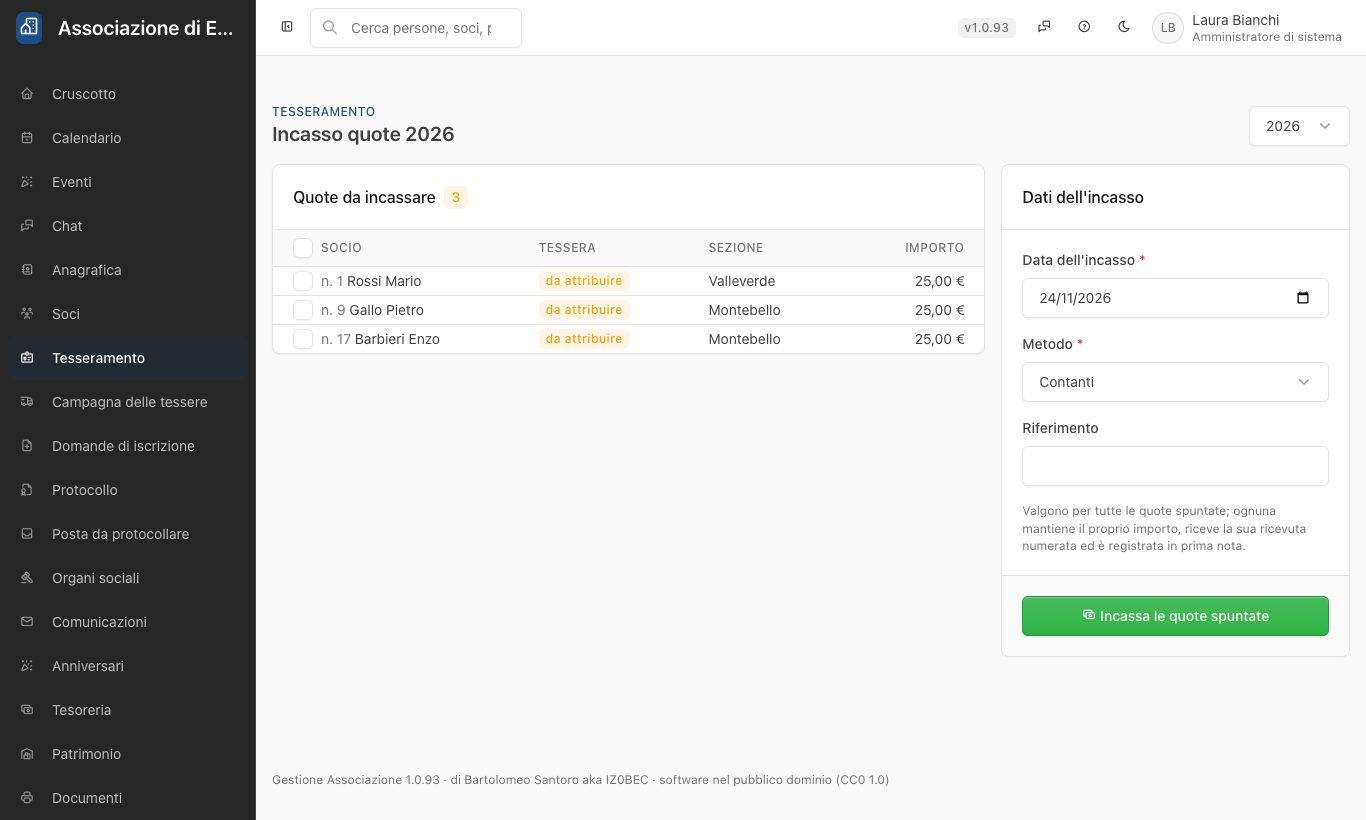 Associazione di E...
Cerca persone, soci, p
v1.0.93
LB
Laura Bianchi
Amministratore di sistema
Cruscotto
Calendario
Eventi
Chat
Anagrafica
Soci
Tesseramento
Campagna delle tessere
Domande di iscrizione
Protocollo
Posta da protocollare
Organi sociali
Comunicazioni
Anniversari
Tesoreria
Patrimonio
Documenti
TESSERAMENTO
Incasso quote 2026
2026
Quote da incassare 3
SOCIO TESSERA SEZIONE IMPORTO
n. 1 Rossi Mario da attribuire Valleverde 25,00 €
n. 9 Gallo Pietro da attribuire Montebello 25,00 €
n. 17 Barbieri Enzo da attribuire Montebello 25,00 €
Dati dell'incasso
Data dell'incasso *
24/11/2026
Metodo *
Contanti
Riferimento
Valgono per tutte le quote spuntate; ognuna
mantiene il proprio importo, riceve la sua ricevuta
numerata ed è registrata in prima nota.
Incassa le quote spuntate
Gestione Associazione 1.0.93 · di Bartolomeo Santoro aka IZ0BEC · software nel pubblico dominio (CC0 1.0)